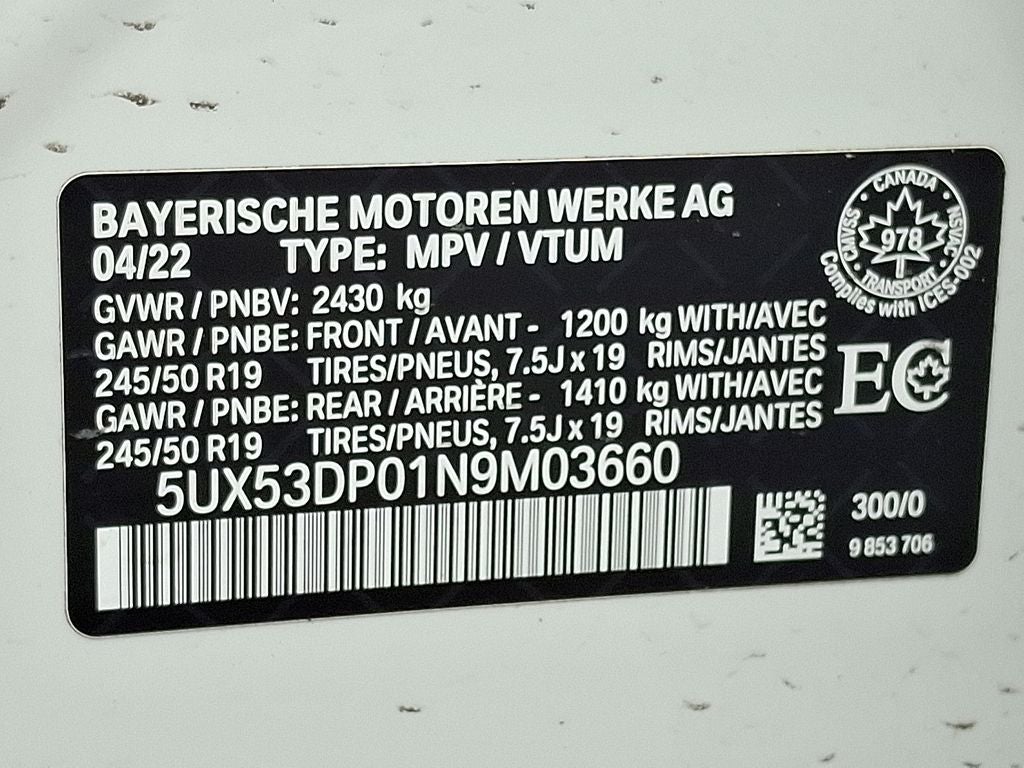 BAYERISCHE MOTOREN WERKE AG
04/22 TYPE: MPV / VTUM
GVWR / PNBV: 2430 kg
GAWR / PNBE: FRONT / AVANT - 1200 kg WITH/AVEC
245/50 R19 TIRES/PNEUS, 7.5J x 19 RIMS/JANTES
GAWR / PNBE: REAR / ARRIÈRE - 1410 kg WITH/AVEC
245/50 R19 TIRES/PNEUS, 7.5J x 19 RIMS/JANTES
5UX53DP01N9M03660
CANADA
CMVSS 978 NSVAC
TRANSPORT
Complies with ICES-002
EC
300/0
9 853 706